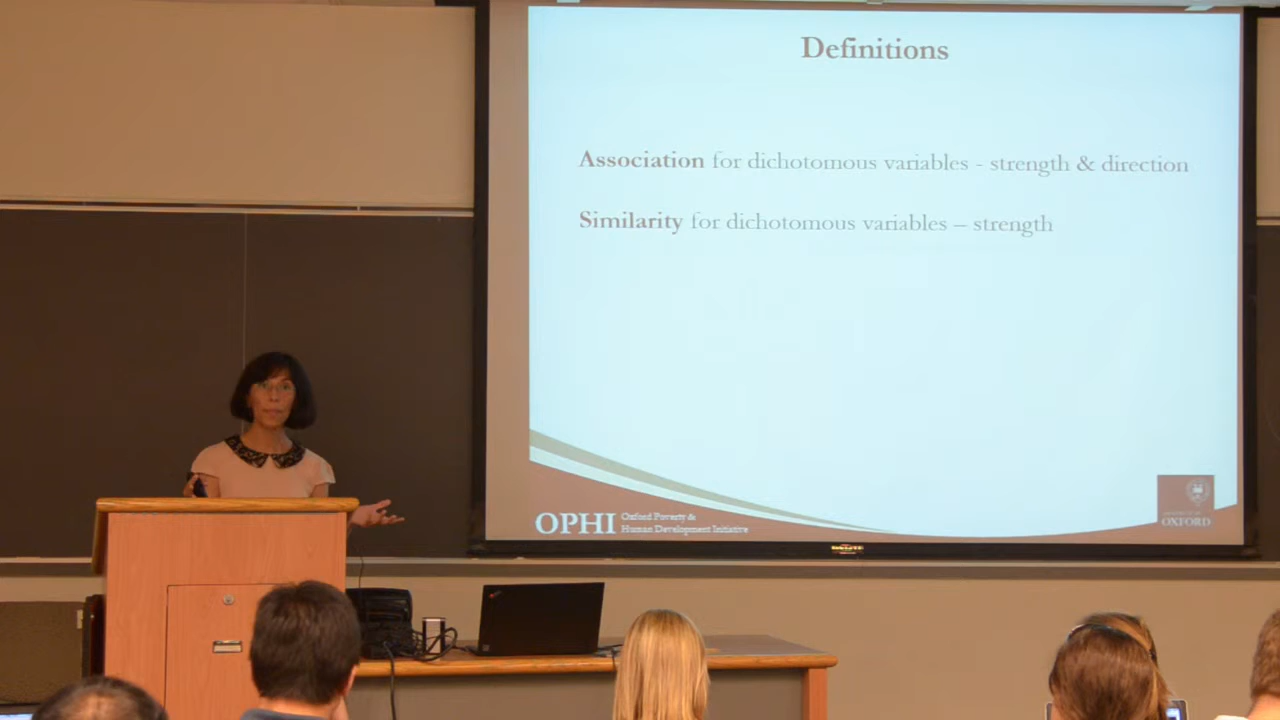 Definitions
Association for dichotomous variables - strength & direction
Similarity for dichotomous variables – strength
OPHI Oxford Poverty &
Human Development Initiative
OXFORD